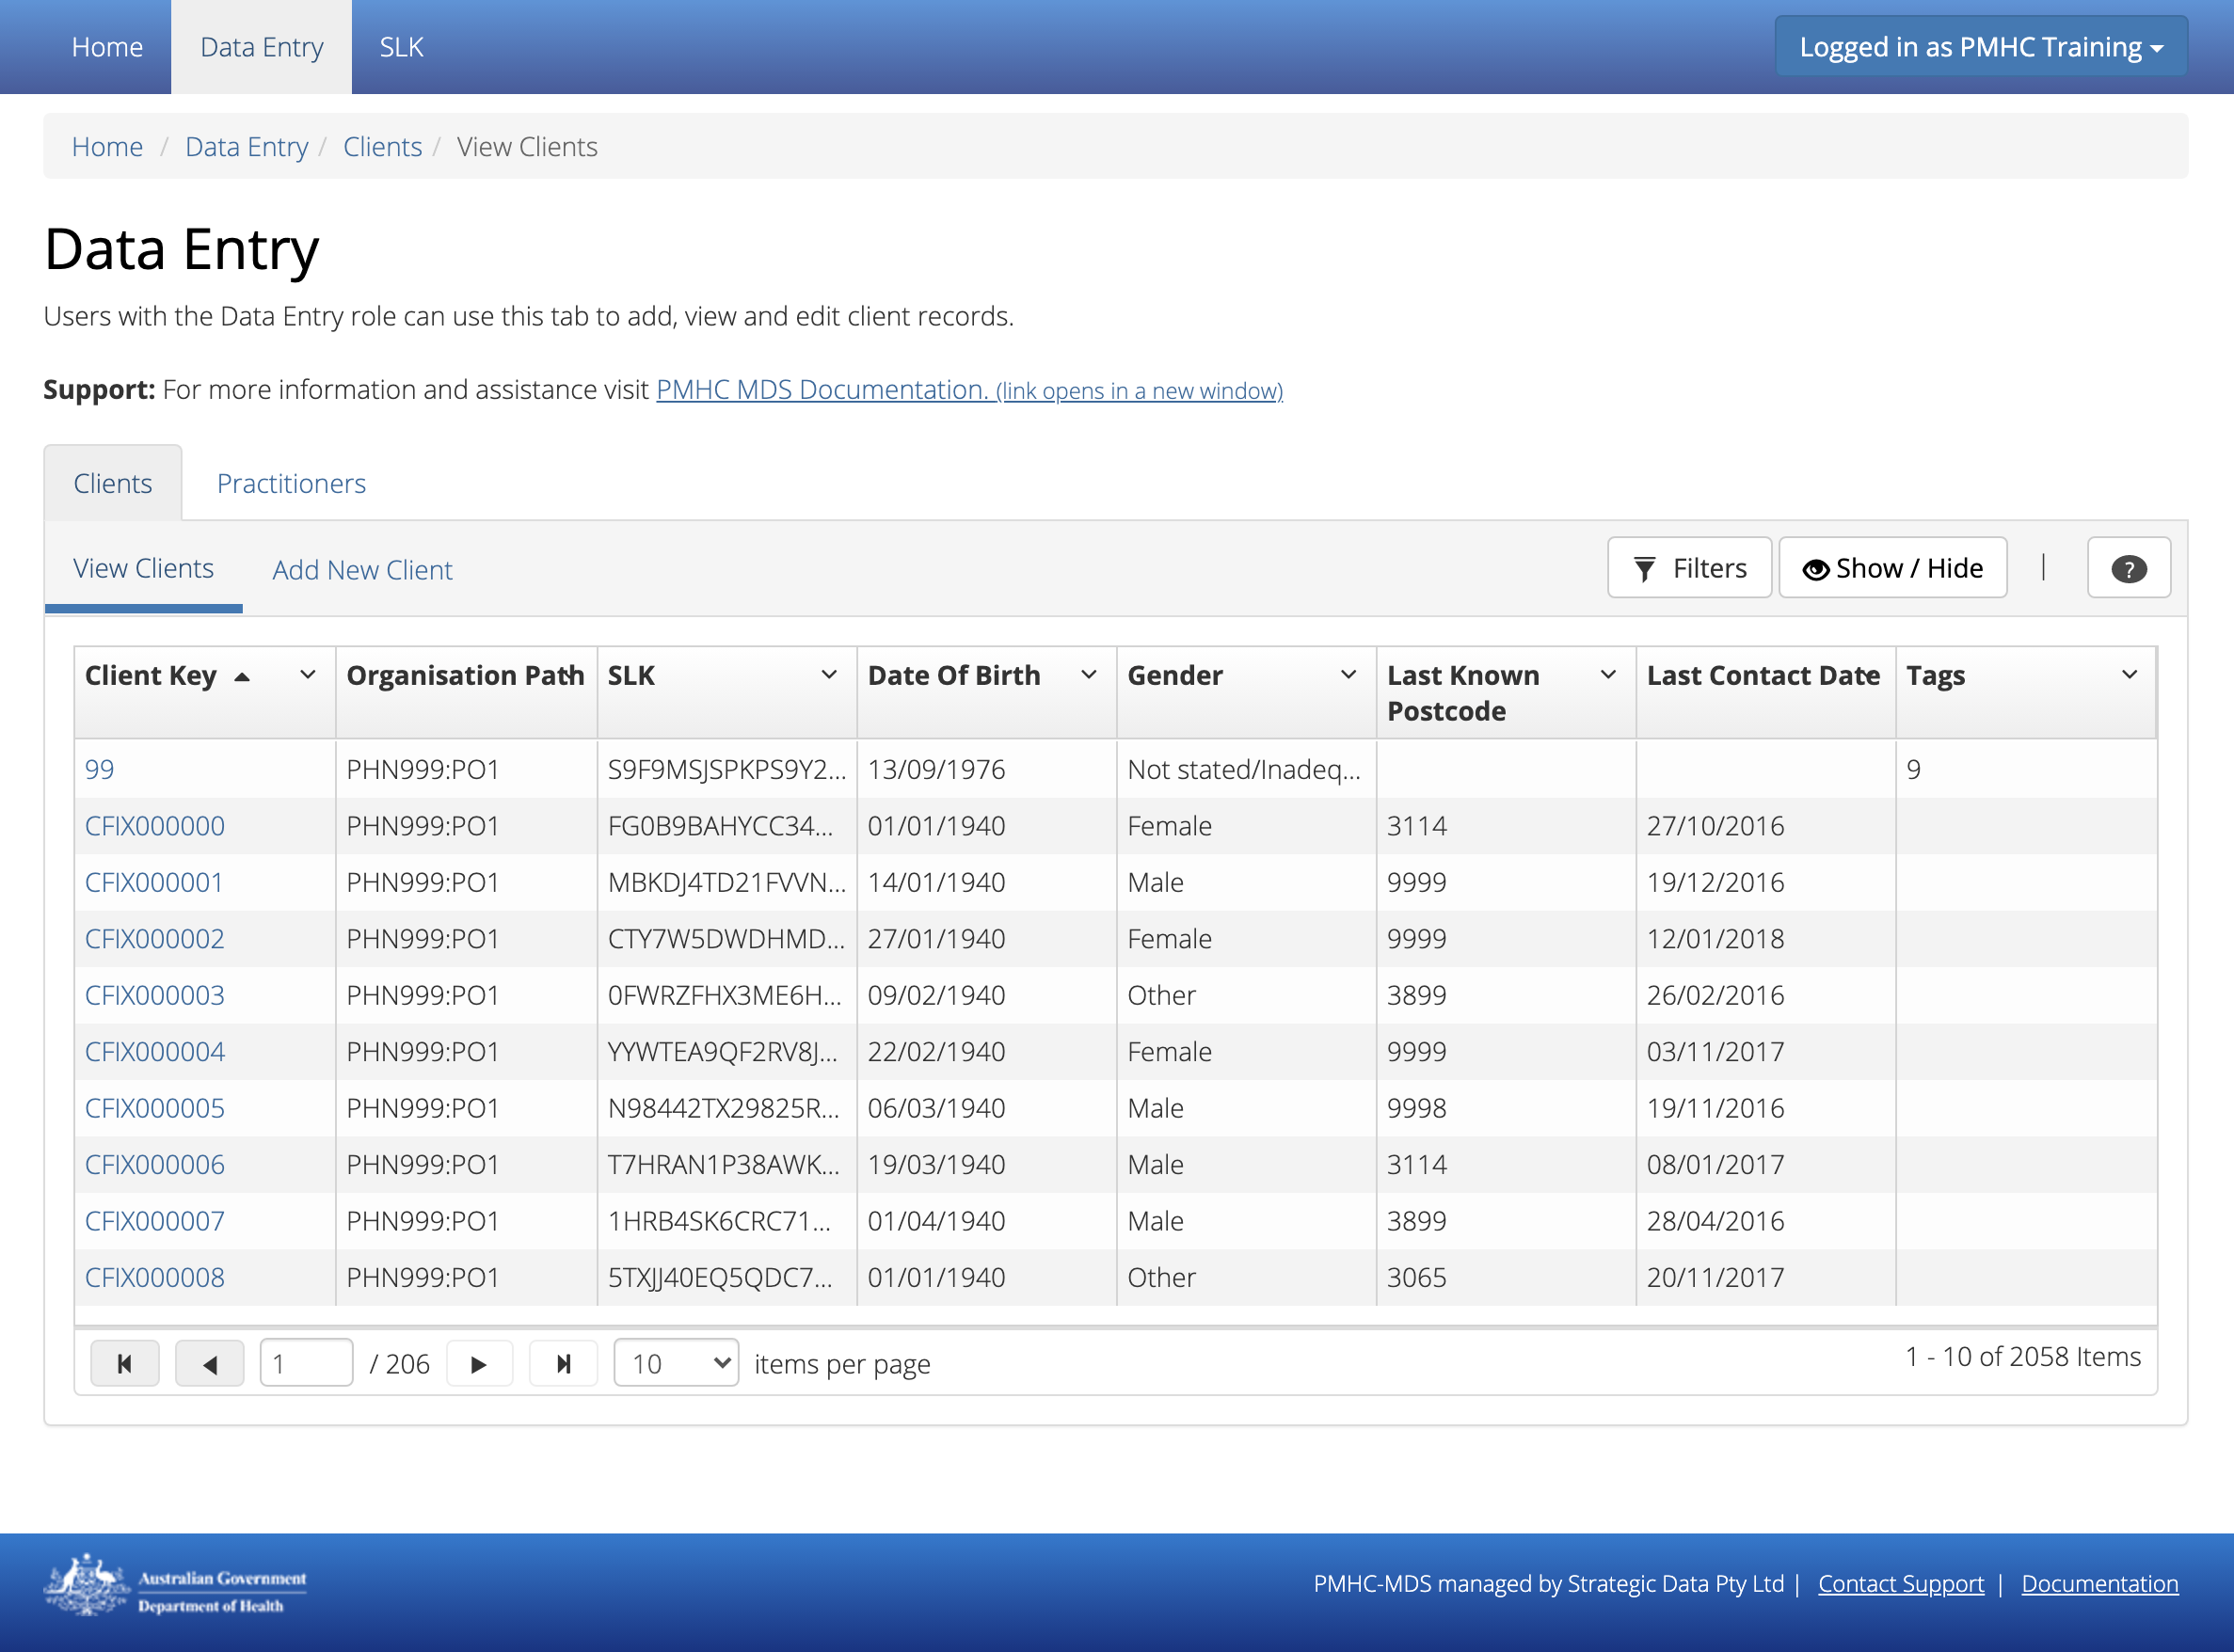 Home Data Entry SLK Logged in as PMHC Training
Home / Data Entry / Clients / View Clients
Data Entry
Users with the Data Entry role can use this tab to add, view and edit client records.
Support: For more information and assistance visit PMHC MDS Documentation. (link opens in a new window)
Clients Practitioners
View Clients Add New Client Filters Show / Hide | ?
Client Key Organisation Path SLK Date Of Birth Gender Last Known Postcode Last Contact Date Tags
99 PHN999:PO1 S9F9MSJSPKPS9Y2... 13/09/1976 Not stated/Inadeq... 9
CFIX000000 PHN999:PO1 FG0B9BAHYCC34... 01/01/1940 Female 3114 27/10/2016
CFIX000001 PHN999:PO1 MBKDJ4TD21FVVN... 14/01/1940 Male 9999 19/12/2016
CFIX000002 PHN999:PO1 CTY7W5DWDHMD... 27/01/1940 Female 9999 12/01/2018
CFIX000003 PHN999:PO1 0FWRZFHX3ME6H... 09/02/1940 Other 3899 26/02/2016
CFIX000004 PHN999:PO1 YYWTEA9QF2RV8J... 22/02/1940 Female 9999 03/11/2017
CFIX000005 PHN999:PO1 N98442TX29825R... 06/03/1940 Male 9998 19/11/2016
CFIX000006 PHN999:PO1 T7HRAN1P38AWK... 19/03/1940 Male 3114 08/01/2017
CFIX000007 PHN999:PO1 1HRB4SK6CRC71... 01/04/1940 Male 3899 28/04/2016
CFIX000008 PHN999:PO1 5TXJJ40EQ5QDC7... 01/01/1940 Other 3065 20/11/2017
1 / 206 10 items per page 1 - 10 of 2058 Items
Australian Government
Department of Health
PMHC-MDS managed by Strategic Data Pty Ltd | Contact Support | Documentation